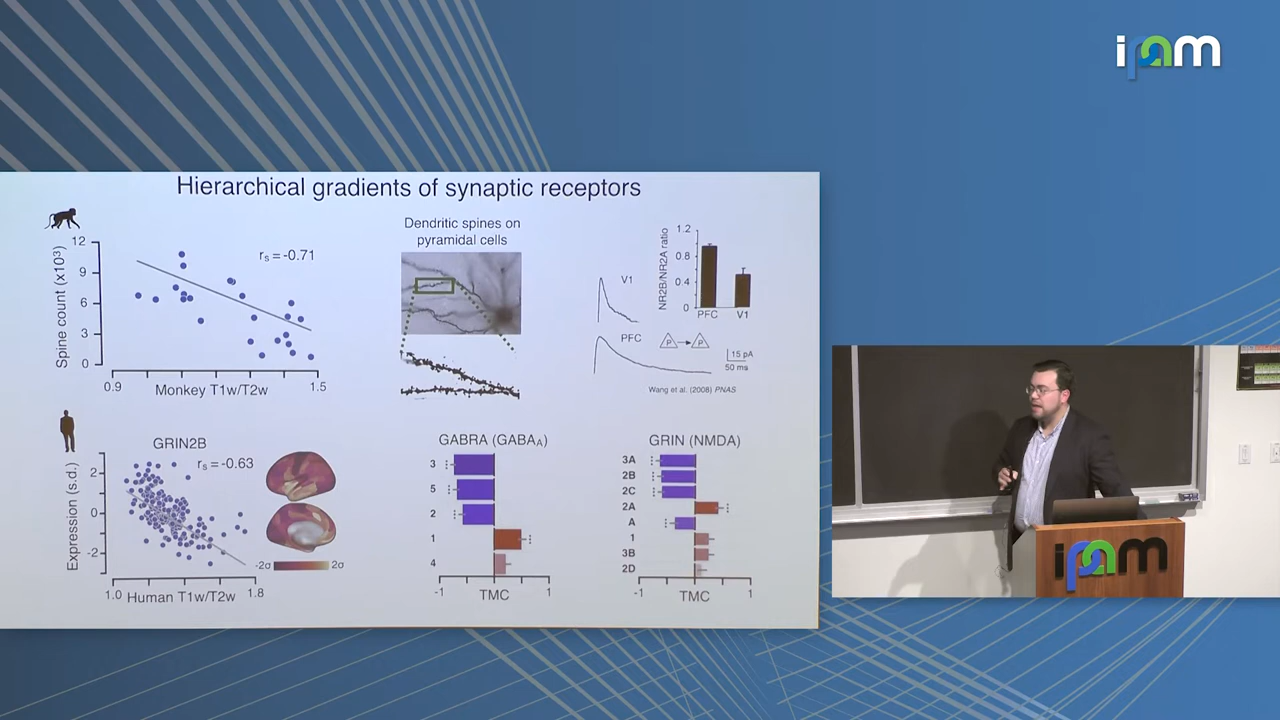 ipam
Hierarchical gradients of synaptic receptors
Spine count (x10³)
12
9
6
3
0
rₛ = -0.71
0.9
Monkey T1w/T2w
1.5
Dendritic spines on
pyramidal cells
V1
PFC
P
P
15 pA
50 ms
NR2B/NR2A ratio
1.2
0.8
0.4
0
PFC
V1
Wang et al. (2008) PNAS
GRIN2B
rₛ = -0.63
Expression (s.d.)
2
0
-2
1.0
Human T1w/T2w
1.8
-2σ
2σ
GABRA (GABAₐ)
3
5
2
1
4
-1
TMC
1
GRIN (NMDA)
3A
2B
2C
2A
A
1
3B
2D
-1
TMC
1
ipam